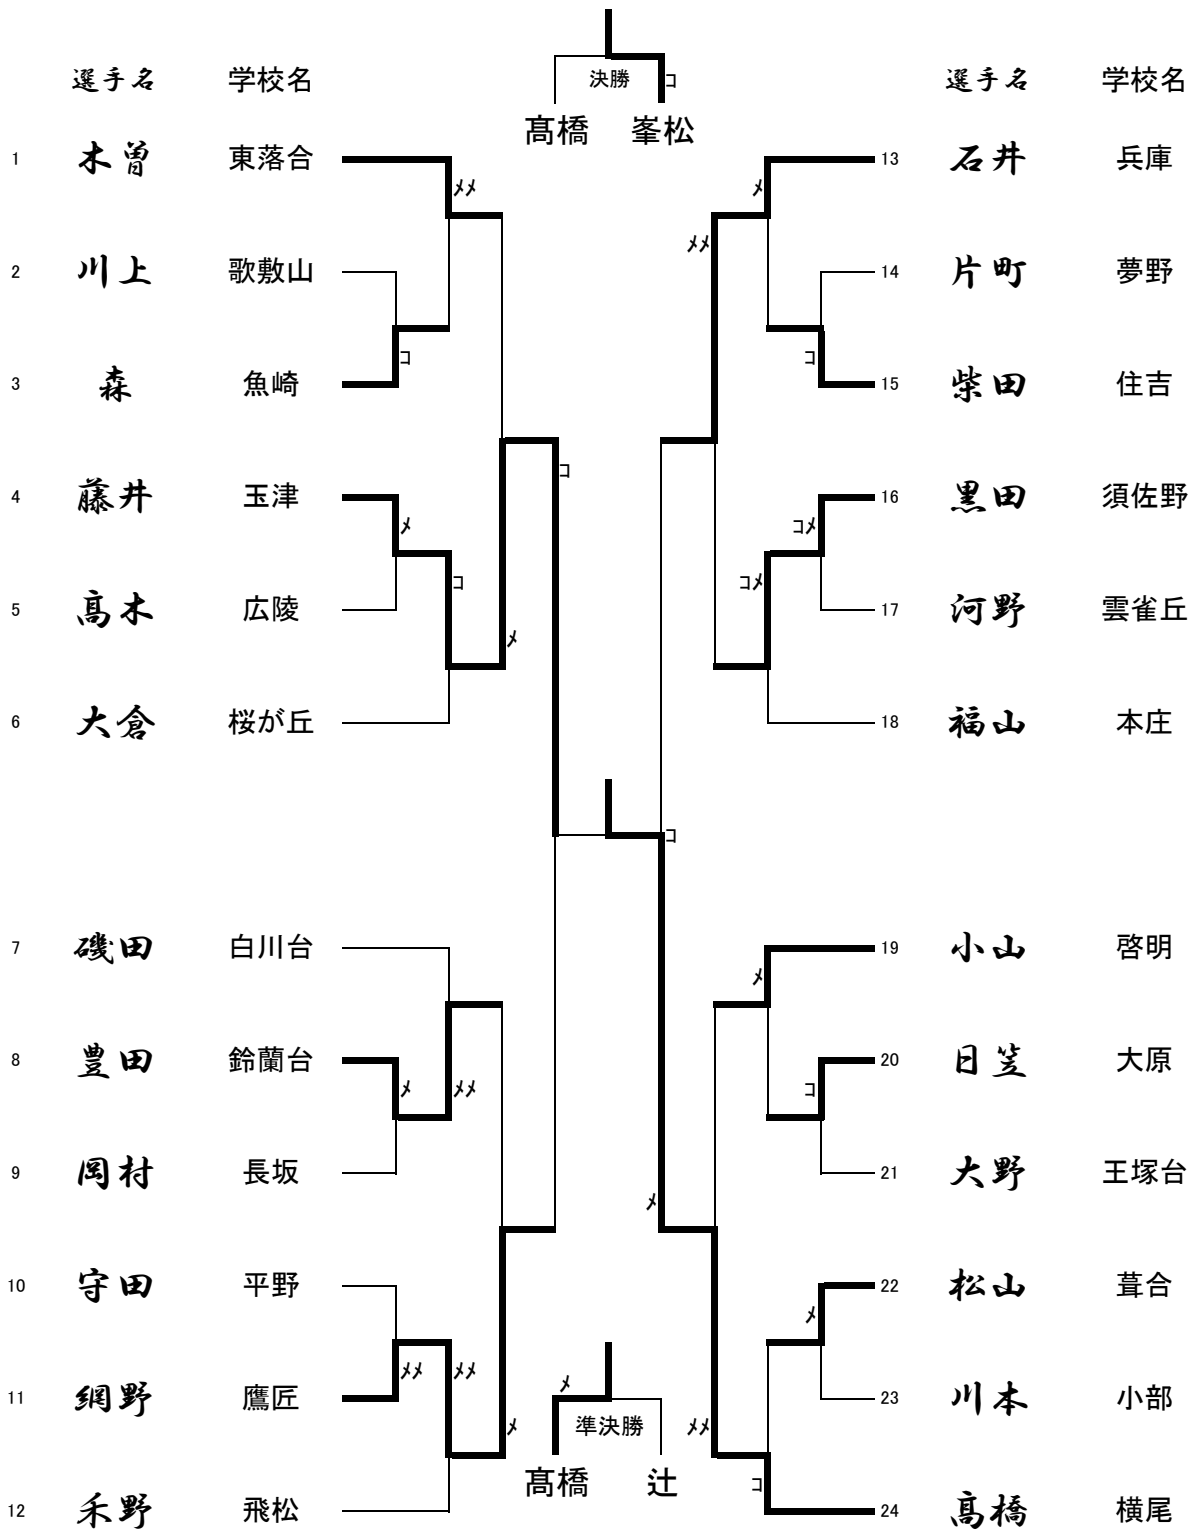 選手名 学校名 決勝 コ 選手名 学校名
髙橋 峯松
1 木曽 東落合 メメ メ 13 石井 兵庫
メメ
2 川上 歌敷山 14 片町 夢野
コ コ
3 森 魚崎 15 柴田 住吉
コ
4 藤井 玉津 16 黒田 須佐野
メ コメ
コ コメ
5 髙木 広陵 メ 17 河野 雲雀丘
6 大倉 桜が丘 18 福山 本庄
コ
7 磯田 白川台 19 小山 啓明
メ
8 豊田 鈴蘭台 20 日笠 大原
メ メメ コ
9 岡村 長坂 21 大野 王塚台
メ
10 守田 平野 22 松山 葺合
メ
メメ メメ メ
11 網野 鷹匠 23 川本 小部
メ 準決勝 メメ
髙橋 辻 コ
12 禾野 飛松 24 髙橋 横尾